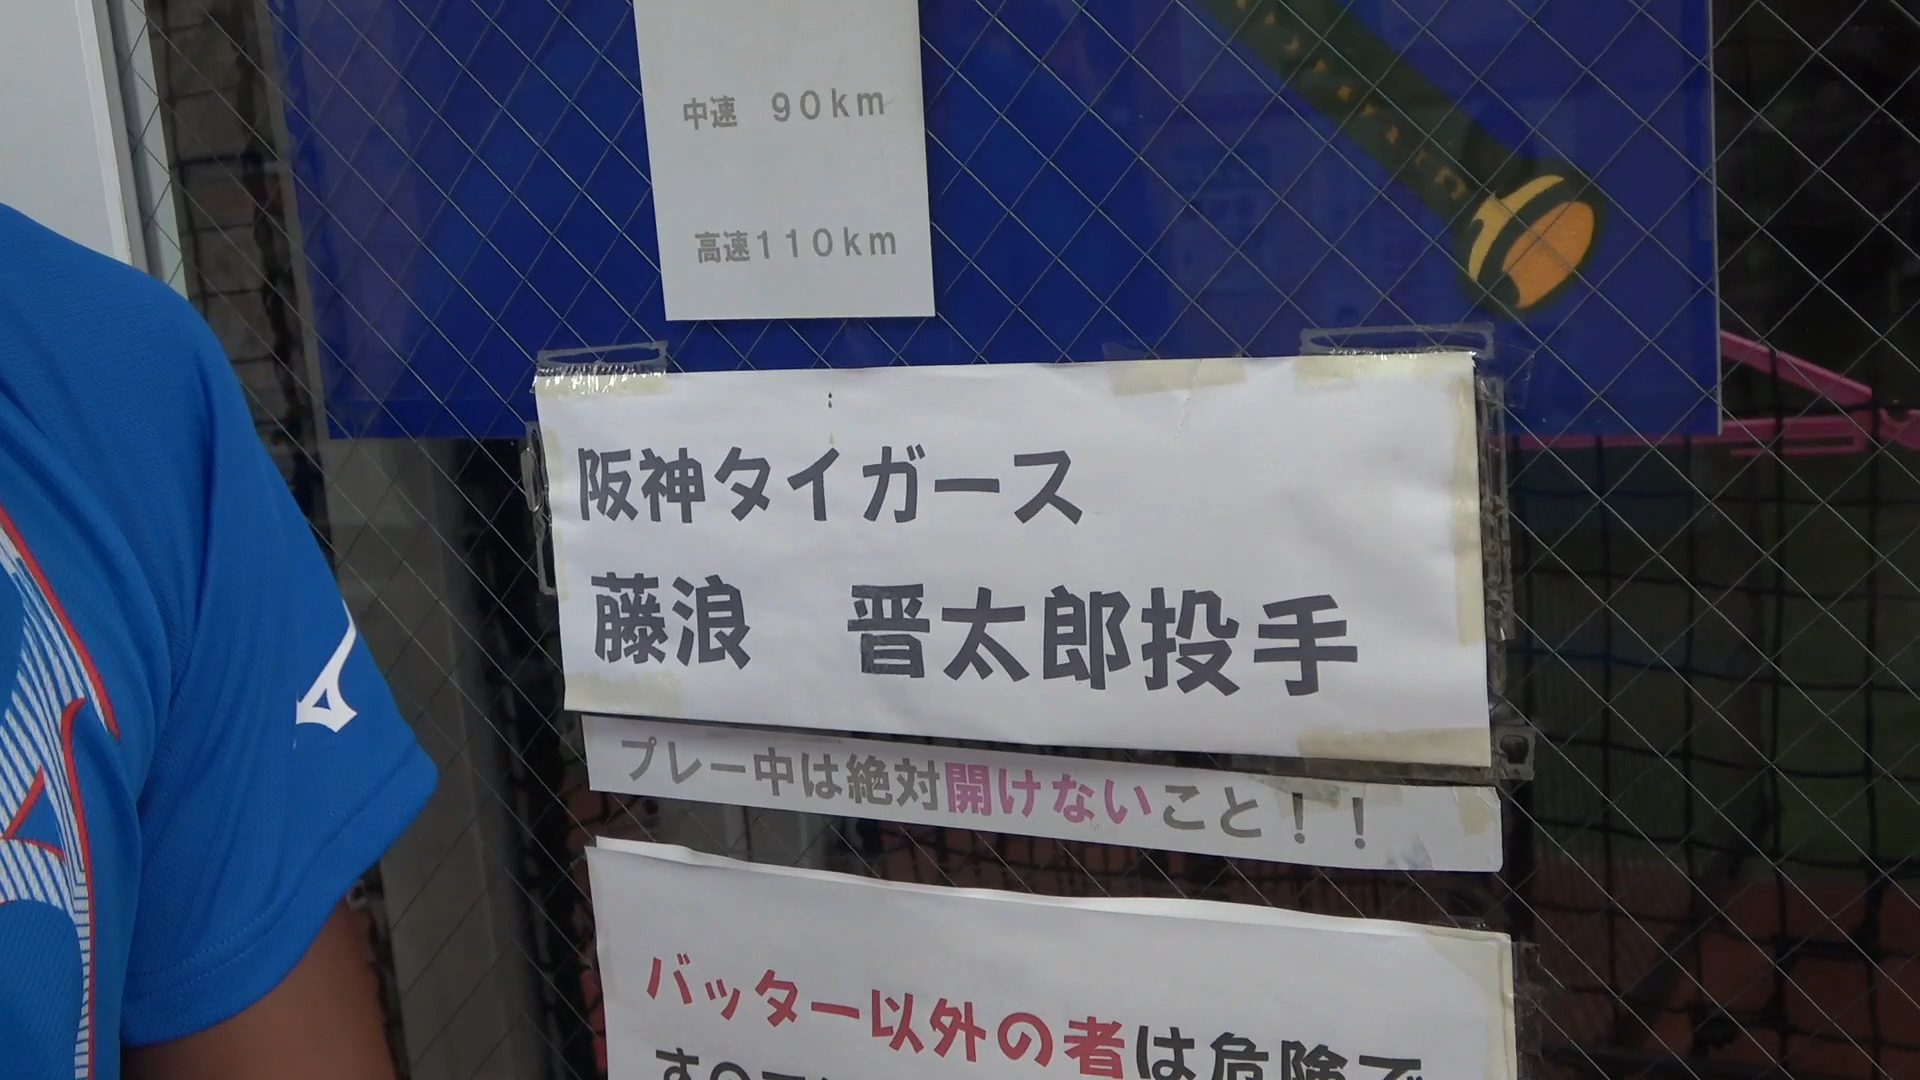 中速 90km
高速110km
阪神タイガース
藤浪 晋太郎投手
プレー中は絶対開けないこと！！
バッター以外の者は危険で